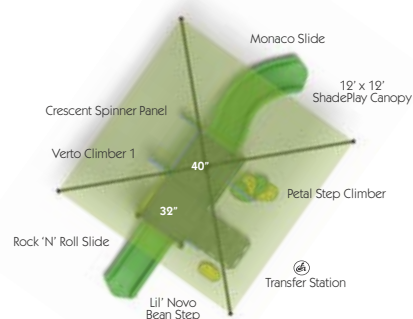 Monaco Slide
12' x 12'
ShadePlay Canopy
Crescent Spinner Panel
Verto Climber 1
40"
Petal Step Climber
32"
Rock 'N' Roll Slide
Transfer Station
Lil' Novo
Bean Step